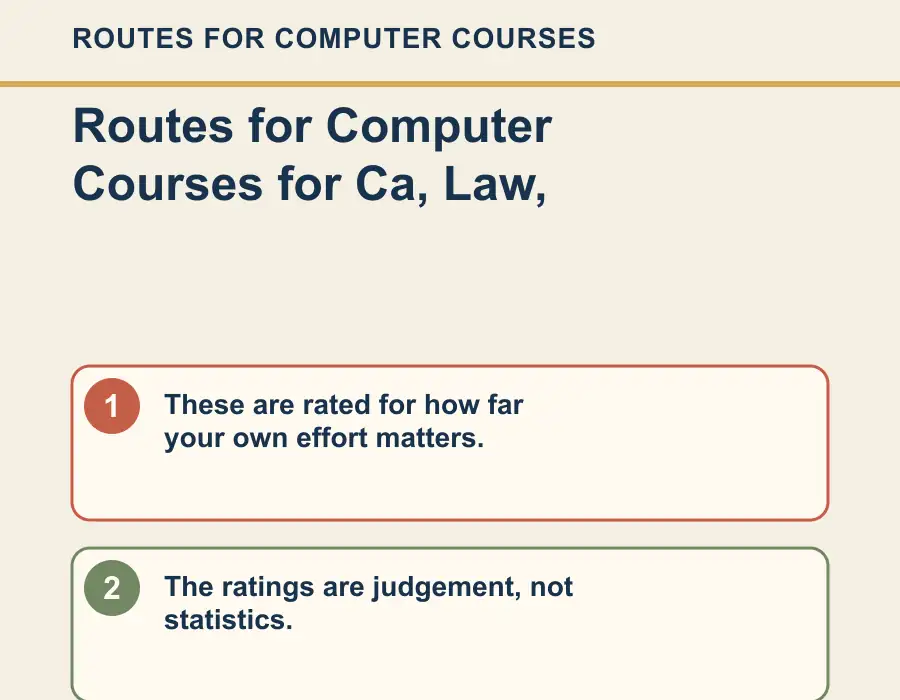 ROUTES FOR COMPUTER COURSES
Routes for Computer
Courses for Ca, Law,
1
These are rated for how far
your own effort matters.
2
The ratings are judgement, not
statistics.